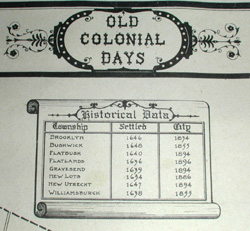 OLD
COLONIAL
DAYS
Historical Data
Township Settled City
BROOKLYN 1646 1834
BUSHWICK 1648 1855
FLATBUSH 1640 1894
FLATLANDS 1636 1896
GRAVESEND 1639 1894
NEW LOTS 1654 1886
NEW UTRECHT 1647 1894
WILLIAMSBURGH 1638 1855